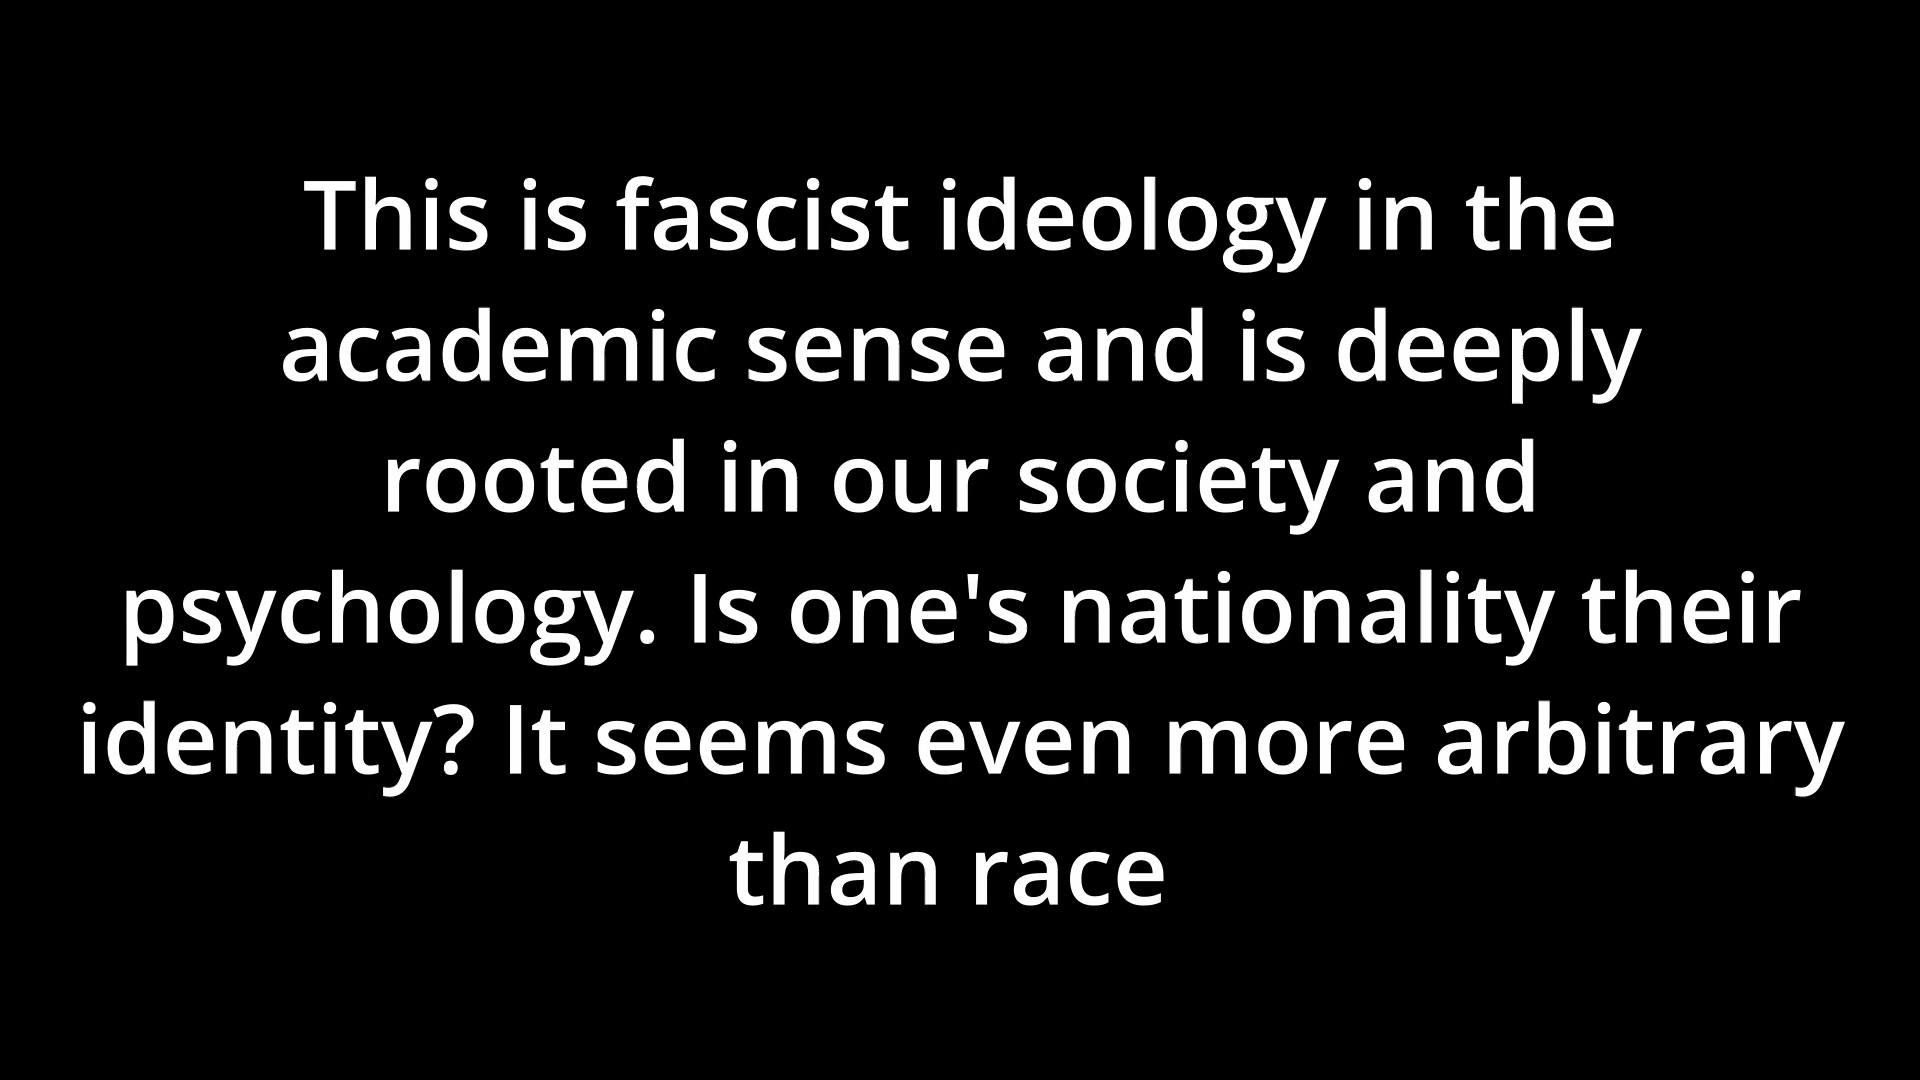 This is fascist ideology in the
academic sense and is deeply
rooted in our society and
psychology. Is one's nationality their
identity? It seems even more arbitrary
than race